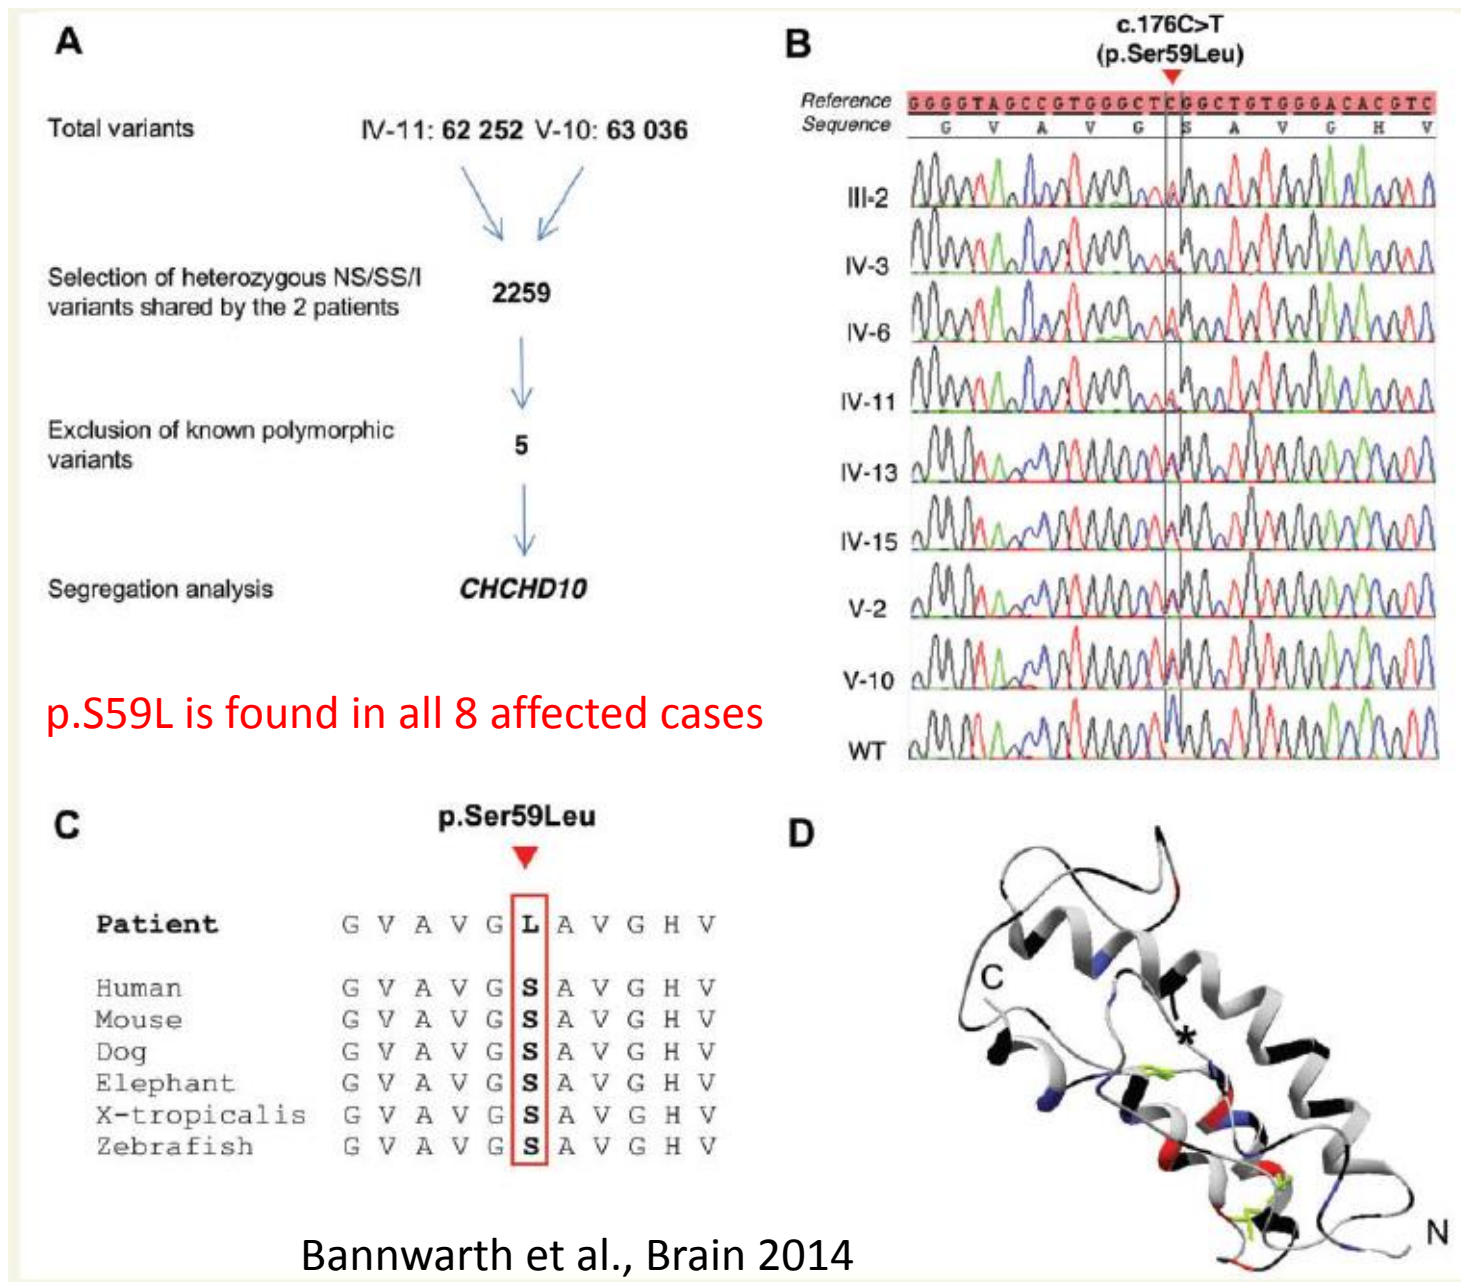 A
Total variants IV-11: 62 252 V-10: 63 036
Selection of heterozygous NS/SS/I
variants shared by the 2 patients
2259
Exclusion of known polymorphic
variants
5
Segregation analysis CHCHD10
p.S59L is found in all 8 affected cases
B
c.176C>T
(p.Ser59Leu)
Reference GGGGTAGCCGTGGGCTCGGCTGTGGGACACGTC
Sequence G V A V G S A V G H V
III-2
IV-3
IV-6
IV-11
IV-13
IV-15
V-2
V-10
WT
C
p.Ser59Leu
Patient G V A V G L A V G H V
Human G V A V G S A V G H V
Mouse G V A V G S A V G H V
Dog G V A V G S A V G H V
Elephant G V A V G S A V G H V
X-tropicalis G V A V G S A V G H V
Zebrafish G V A V G S A V G H V
D
C
*
N
Bannwarth et al., Brain 2014